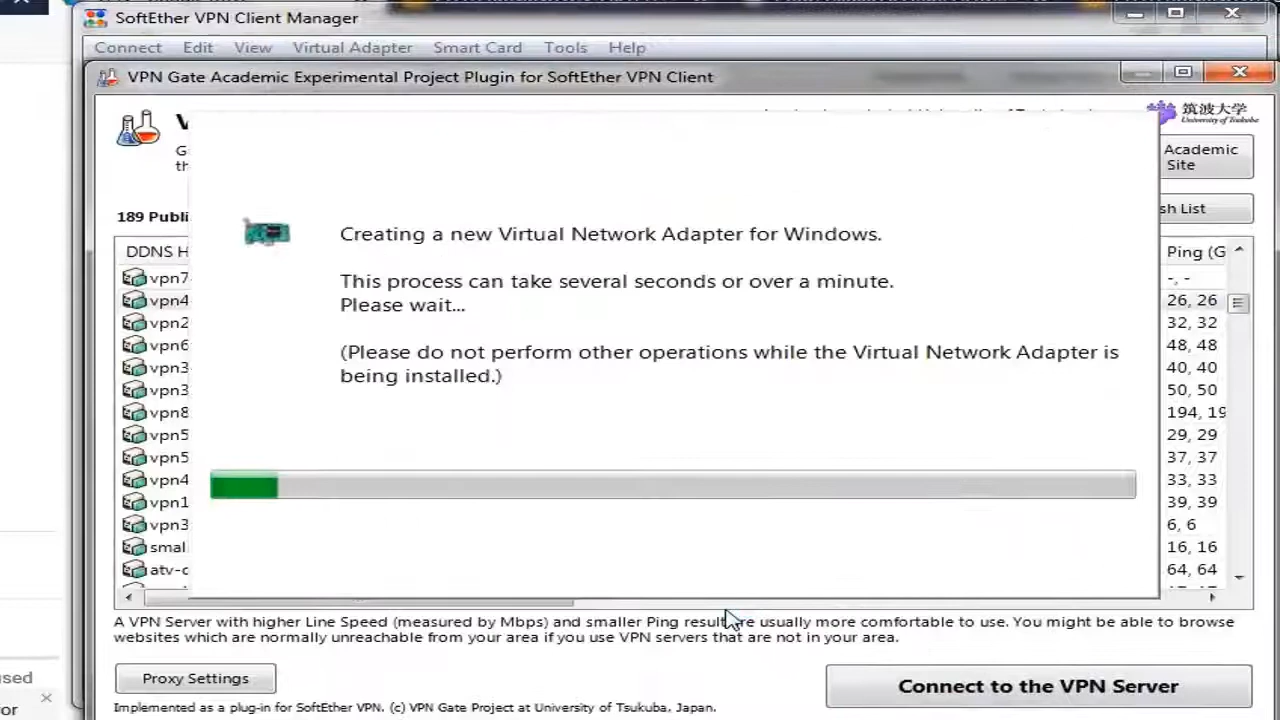 SoftEther VPN Client Manager
Connect Edit View Virtual Adapter Smart Card Tools Help
VPN Gate Academic Experimental Project Plugin for SoftEther VPN Client
筑波大学
University of Tsukuba
Academic
Site
189
DDNS H
Ping (G
Creating a new Virtual Network Adapter for Windows.
This process can take several seconds or over a minute.
Please wait...
(Please do not perform other operations while the Virtual Network Adapter is
being installed.)
vpn7 -, -
vpn4 26, 26
vpn2 32, 32
vpn6 48, 48
vpn3 40, 40
vpn3 50, 50
vpn8 194, 19
vpn5 29, 29
vpn5 37, 37
vpn4 33, 33
vpn1 39, 39
vpn3 6, 6
smal 16, 16
atv-c 64, 64
A VPN Server with higher Line Speed (measured by Mbps) and smaller Ping result are usually more comfortable to use. You might be able to browse
websites which are normally unreachable from your area if you use VPN servers that are not in your area.
Proxy Settings
Connect to the VPN Server
Implemented as a plug-in for SoftEther VPN. (c) VPN Gate Project at University of Tsukuba, Japan.